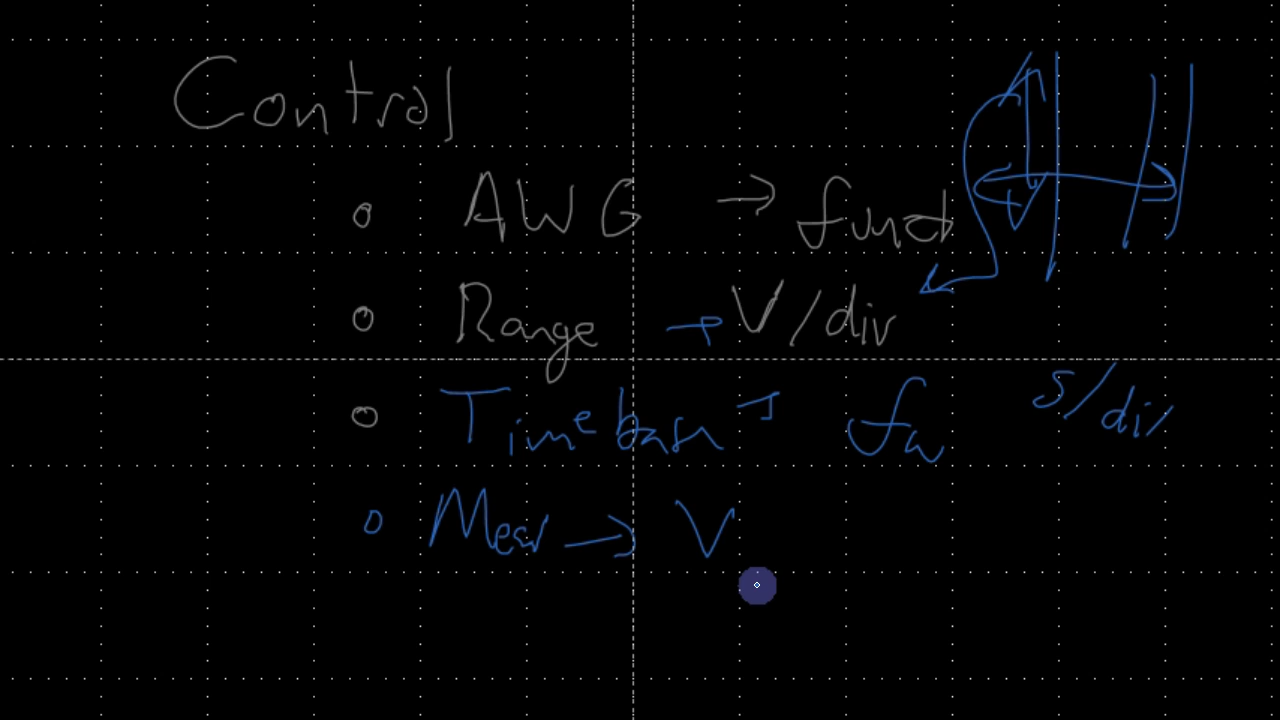 Control
AWG → funct
Range → V/div
Timebase → fw s/div
Meas → V